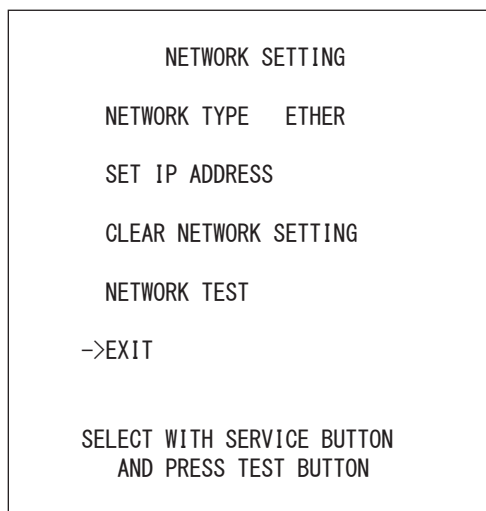 NETWORK SETTING
NETWORK TYPE ETHER
SET IP ADDRESS
CLEAR NETWORK SETTING
NETWORK TEST
->EXIT
SELECT WITH SERVICE BUTTON
AND PRESS TEST BUTTON